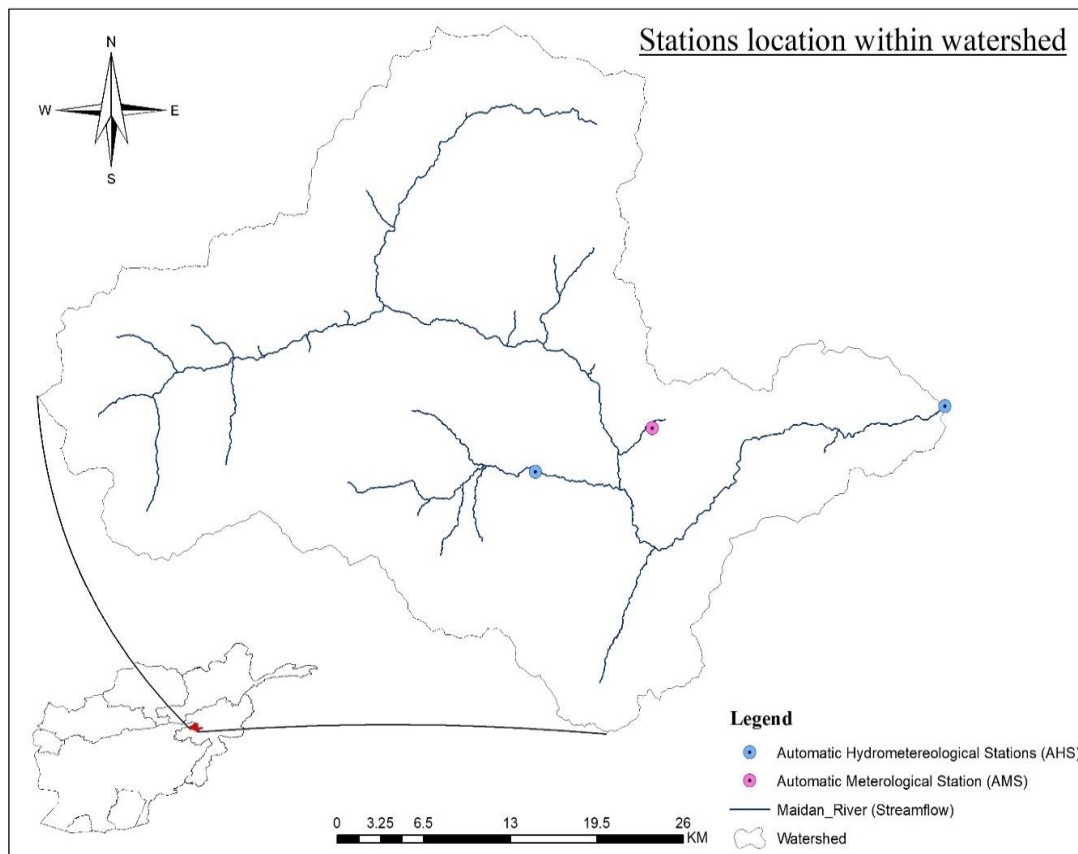 Stations location within watershed
N
W E
S
Legend
Automatic Hydrometereological Stations (AHS)
Automatic Meterological Station (AMS)
Maidan_River (Streamflow)
Watershed
0 3.25 6.5 13 19.5 26
KM